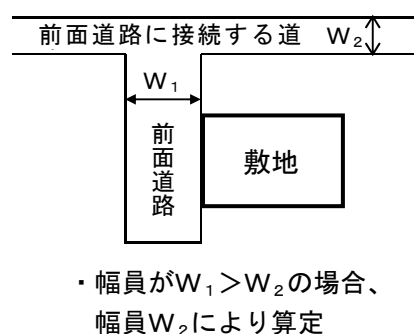 前面道路に接続する道 W₂
W₁
前面道路
敷地
・幅員がW₁>W₂の場合、
幅員W₂により算定